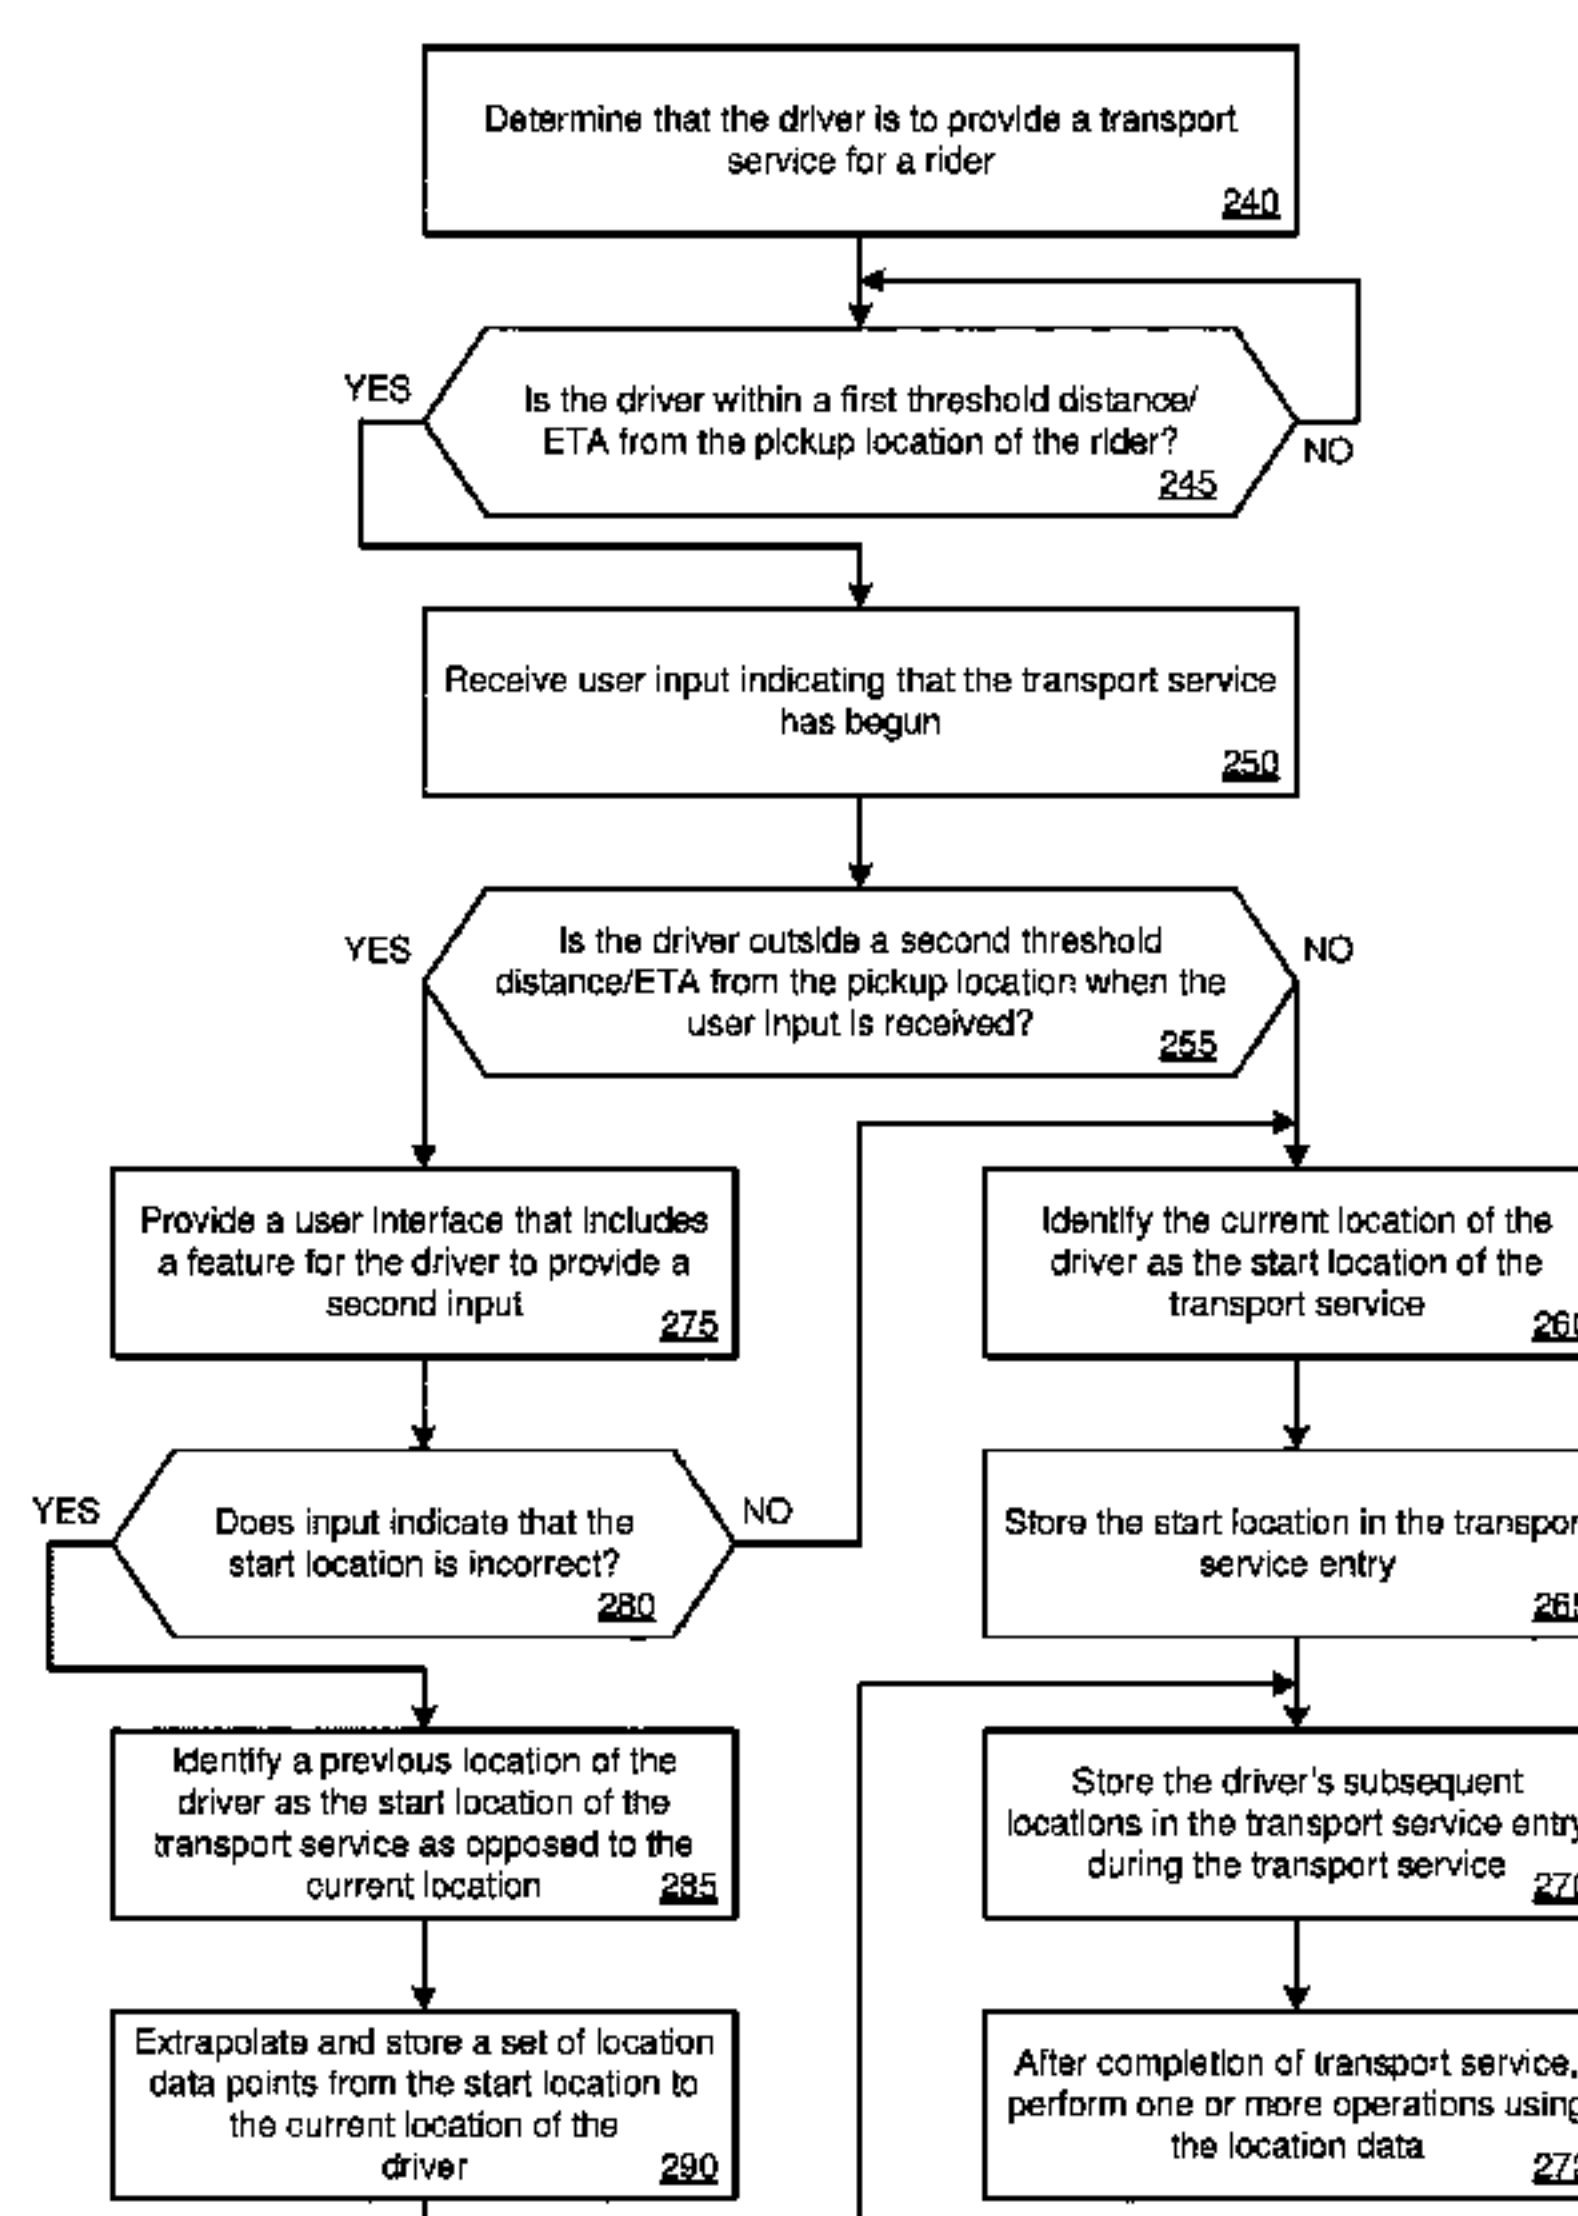 Determine that the driver is to provide a transport
service for a rider
240
YES
Is the driver within a first threshold distance/
ETA from the pickup location of the rider?
245
NO
Receive user input indicating that the transport service
has begun
250
YES
Is the driver outside a second threshold
distance/ETA from the pickup location when the
user input is received?
255
NO
Provide a user interface that includes
a feature for the driver to provide a
second input
275
Identify the current location of the
driver as the start location of the
transport service
YES
Does input indicate that the
start location is incorrect?
280
NO
Store the start location in the
service entry
Identify a previous location of the
driver as the start location of the
transport service as opposed to the
current location
285
Store the driver's subsequent
locations in the transport service entry
during the transport service
Extrapolate and store a set of location
data points from the start location to
the current location of the
driver
290
After completion of transport service,
perform one or more operations using
the location data